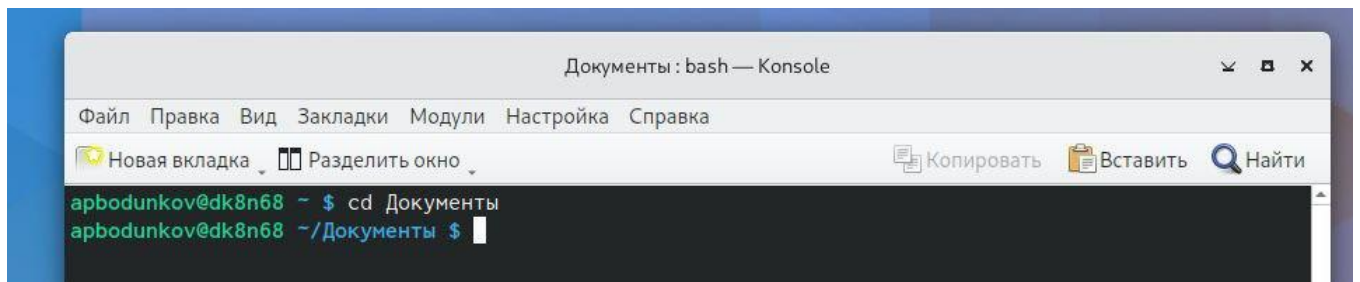 Документы : bash — Konsole
Файл Правка Вид Закладки Модули Настройка Справка
Новая вкладка Разделить окно Копировать Вставить Найти
apbodunkov@dk8n68 ~ $ cd Документы
apbodunkov@dk8n68 ~/Документы $